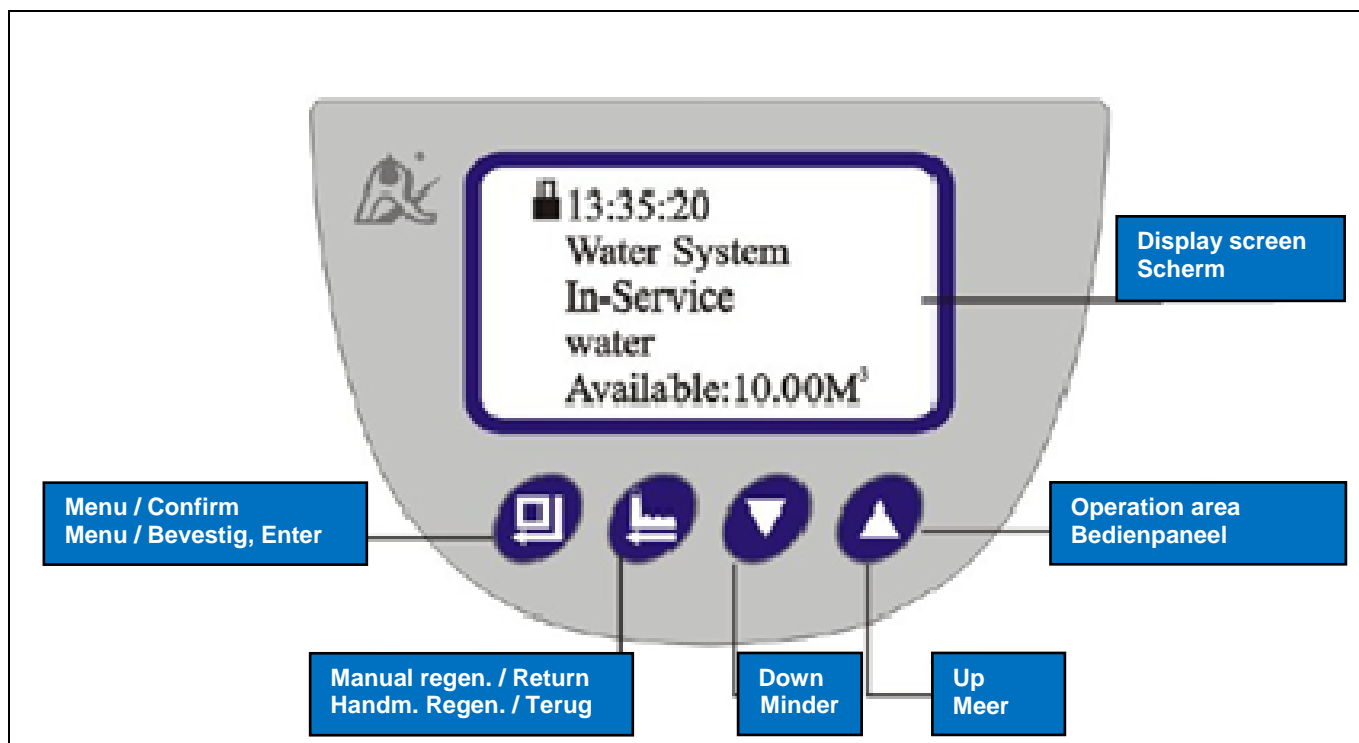 13:35:20
Water System
In-Service
water
Available:10.00M³
Display screen
Scherm
Menu / Confirm
Menu / Bevestig, Enter
Operation area
Bedienpaneel
Manual regen. / Return
Handm. Regen. / Terug
Down
Minder
Up
Meer